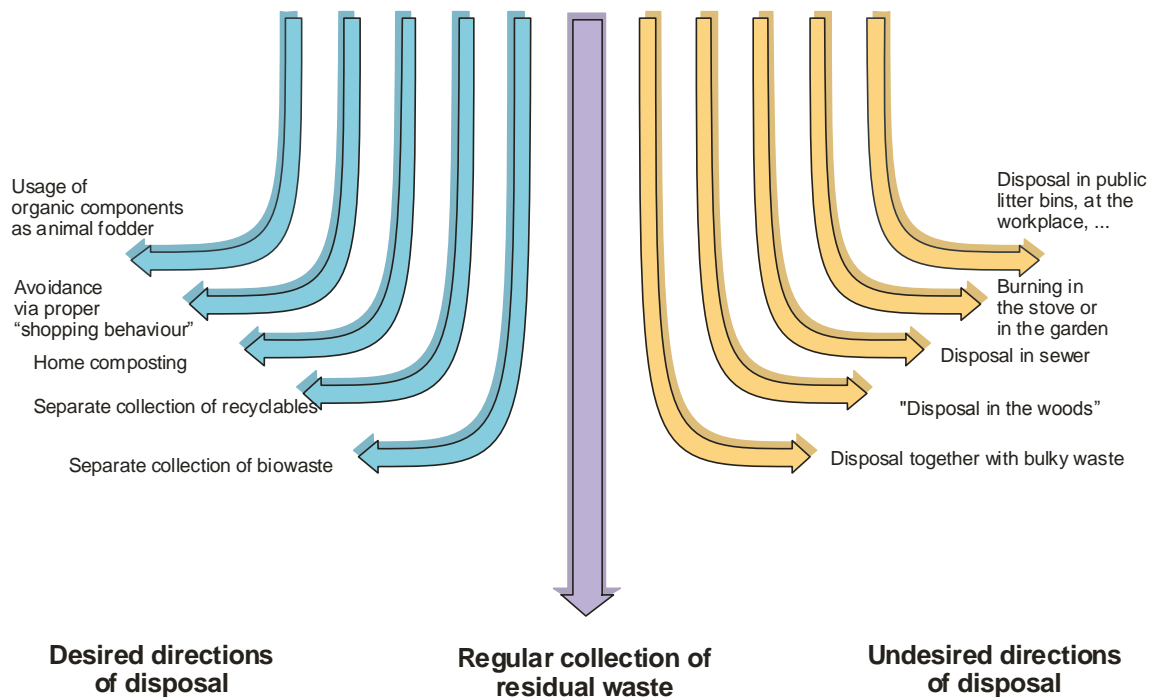 Usage of
organic components
as animal fodder
Avoidance
via proper
“shopping behaviour”
Home composting
Separate collection of recyclables
Separate collection of biowaste
Disposal in public
litter bins, at the
workplace, ...
Burning in
the stove or
in the garden
Disposal in sewer
"Disposal in the woods”
Disposal together with bulky waste
Desired directions
of disposal
Regular collection of
residual waste
Undesired directions
of disposal